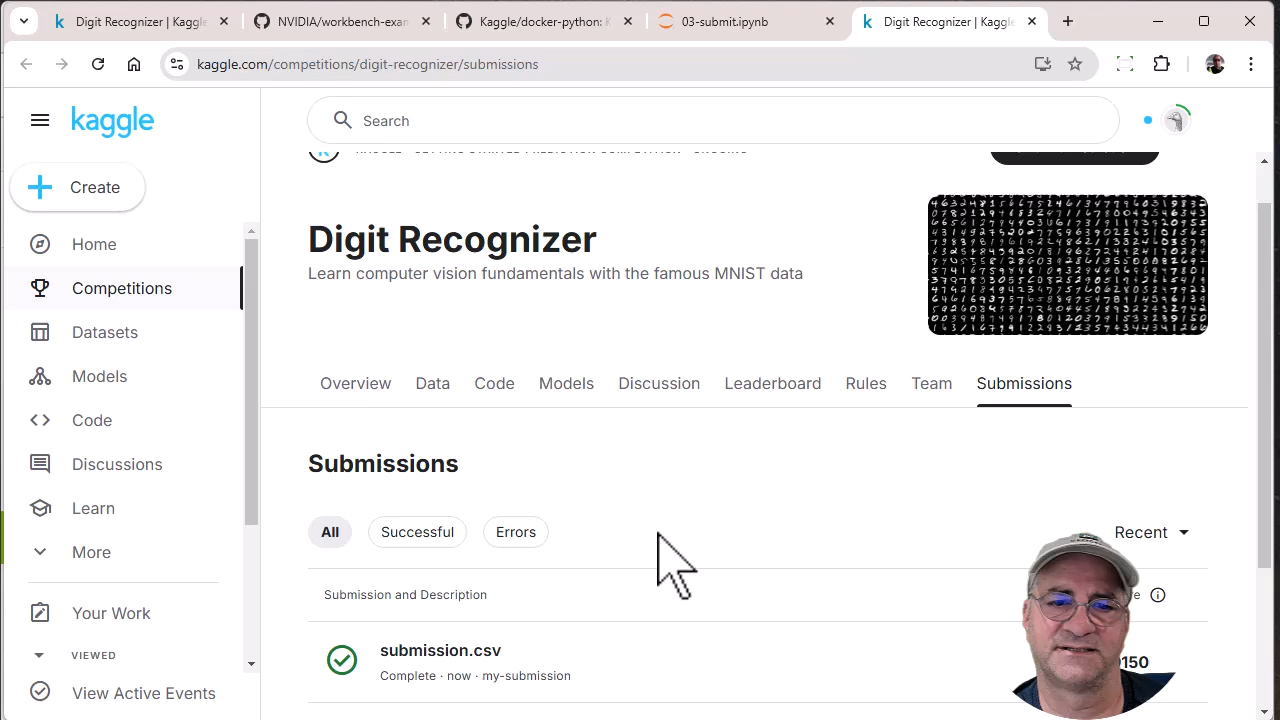 Digit Recognizer | Kaggle
NVIDIA/workbench-exan
Kaggle/docker-python: K
03-submit.ipynb
Digit Recognizer | Kaggle
kaggle.com/competitions/digit-recognizer/submissions
kaggle
Search
Create
Home
Competitions
Datasets
Models
Code
Discussions
Learn
More
Your Work
VIEWED
View Active Events
Digit Recognizer
Learn computer vision fundamentals with the famous MNIST data
Overview Data Code Models Discussion Leaderboard Rules Team Submissions
Submissions
All Successful Errors
Recent
Submission and Description
submission.csv
Complete · now · my-submission